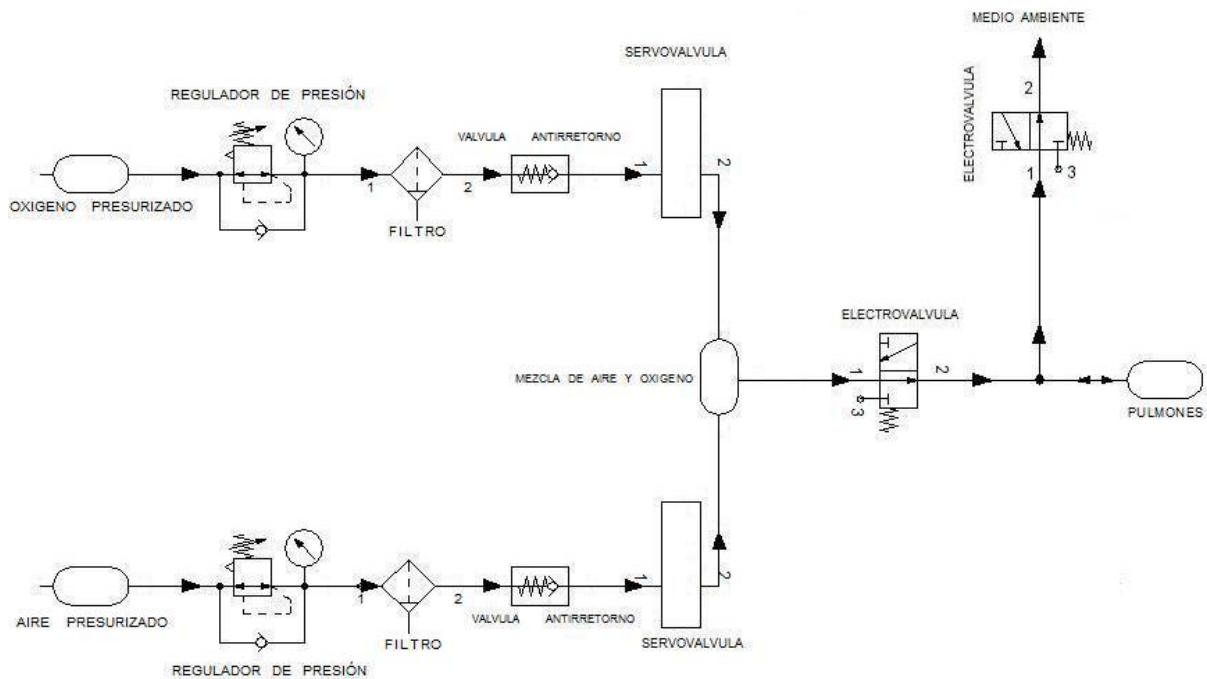 MEDIO AMBIENTE
SERVOVALVULA
ELECTROVALVULA
2
REGULADOR DE PRESIÓN
VALVULA ANTIRRETORNO
1
2
1
2
1
3
OXIGENO PRESURIZADO
FILTRO
ELECTROVALVULA
MEZCLA DE AIRE Y OXIGENO
1
2
3
PULMONES
1
2
1
2
AIRE PRESURIZADO
VALVULA ANTIRRETORNO
FILTRO
SERVOVALVULA
REGULADOR DE PRESIÓN